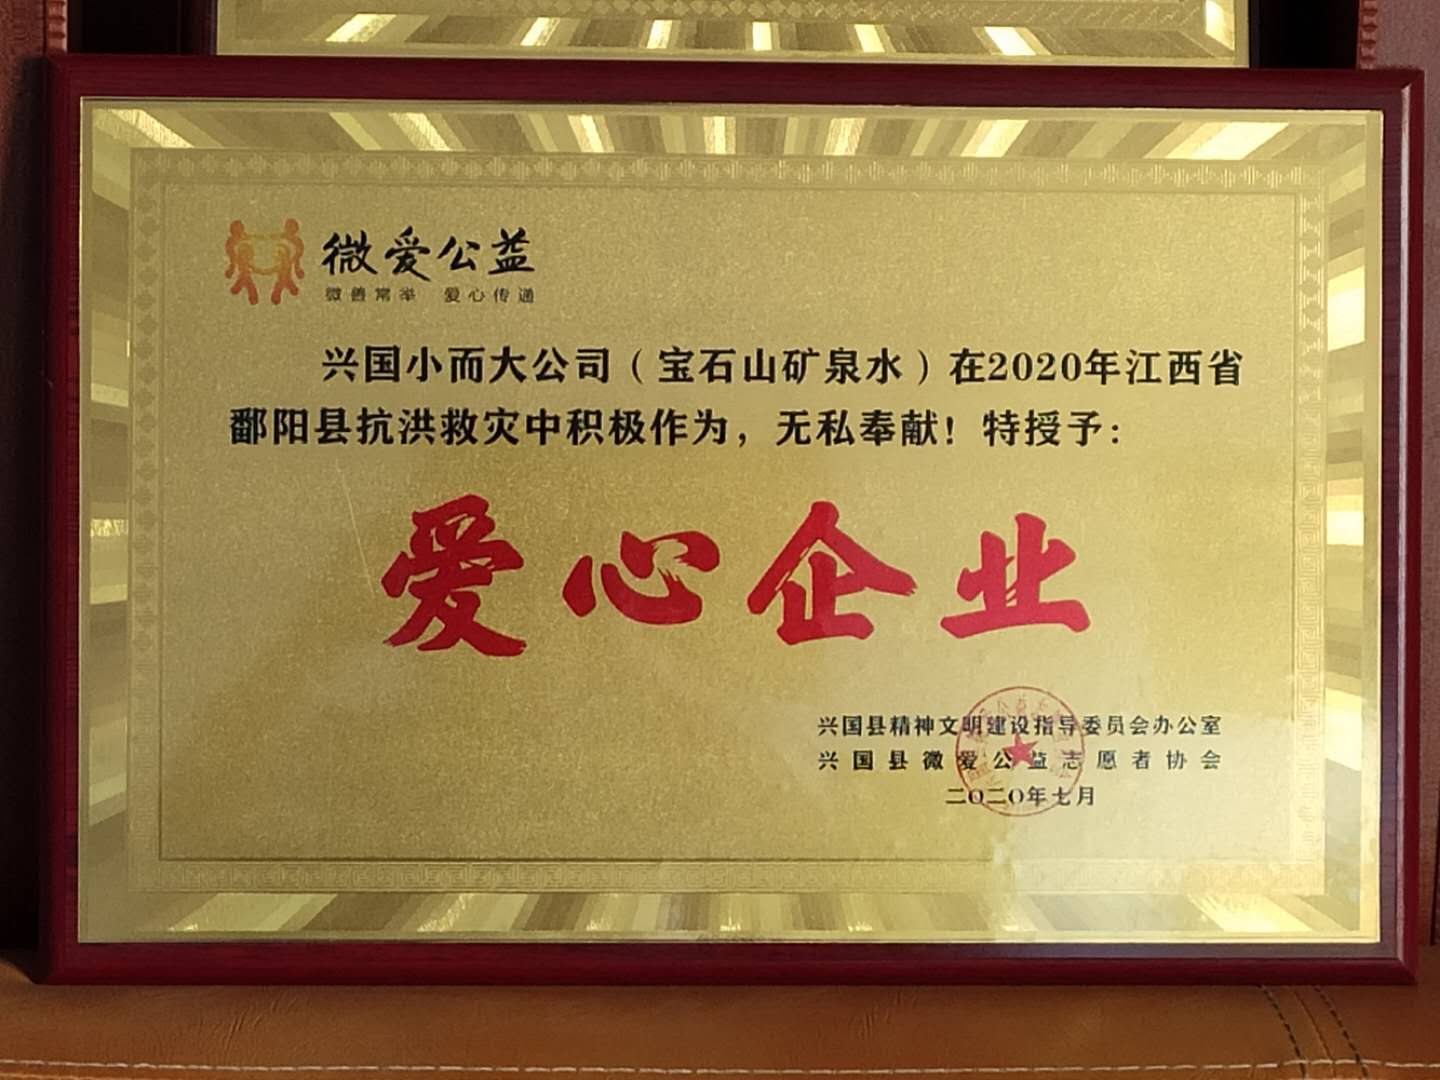 微爱公益
微善常举 爱心传通
兴国小而大公司（宝石山矿泉水）在2020年江西省
鄱阳县抗洪救灾中积极作为，无私奉献！特授予：
爱心企业
兴国县精神文明建设指导委员会办公室
兴国县微爱公益志愿者协会
二〇二〇年七月